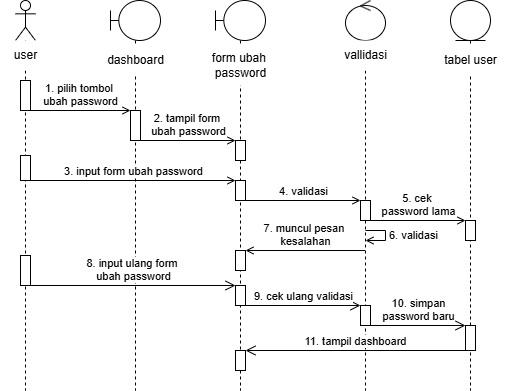 user
dashboard
form ubah
password
vallidasi
tabel user
1. pilih tombol
ubah password
2. tampil form
ubah password
3. input form ubah password
4. validasi
5. cek
password lama
6. validasi
7. muncul pesan
kesalahan
8. input ulang form
ubah password
9. cek ulang validasi
10. simpan
password baru
11. tampil dashboard